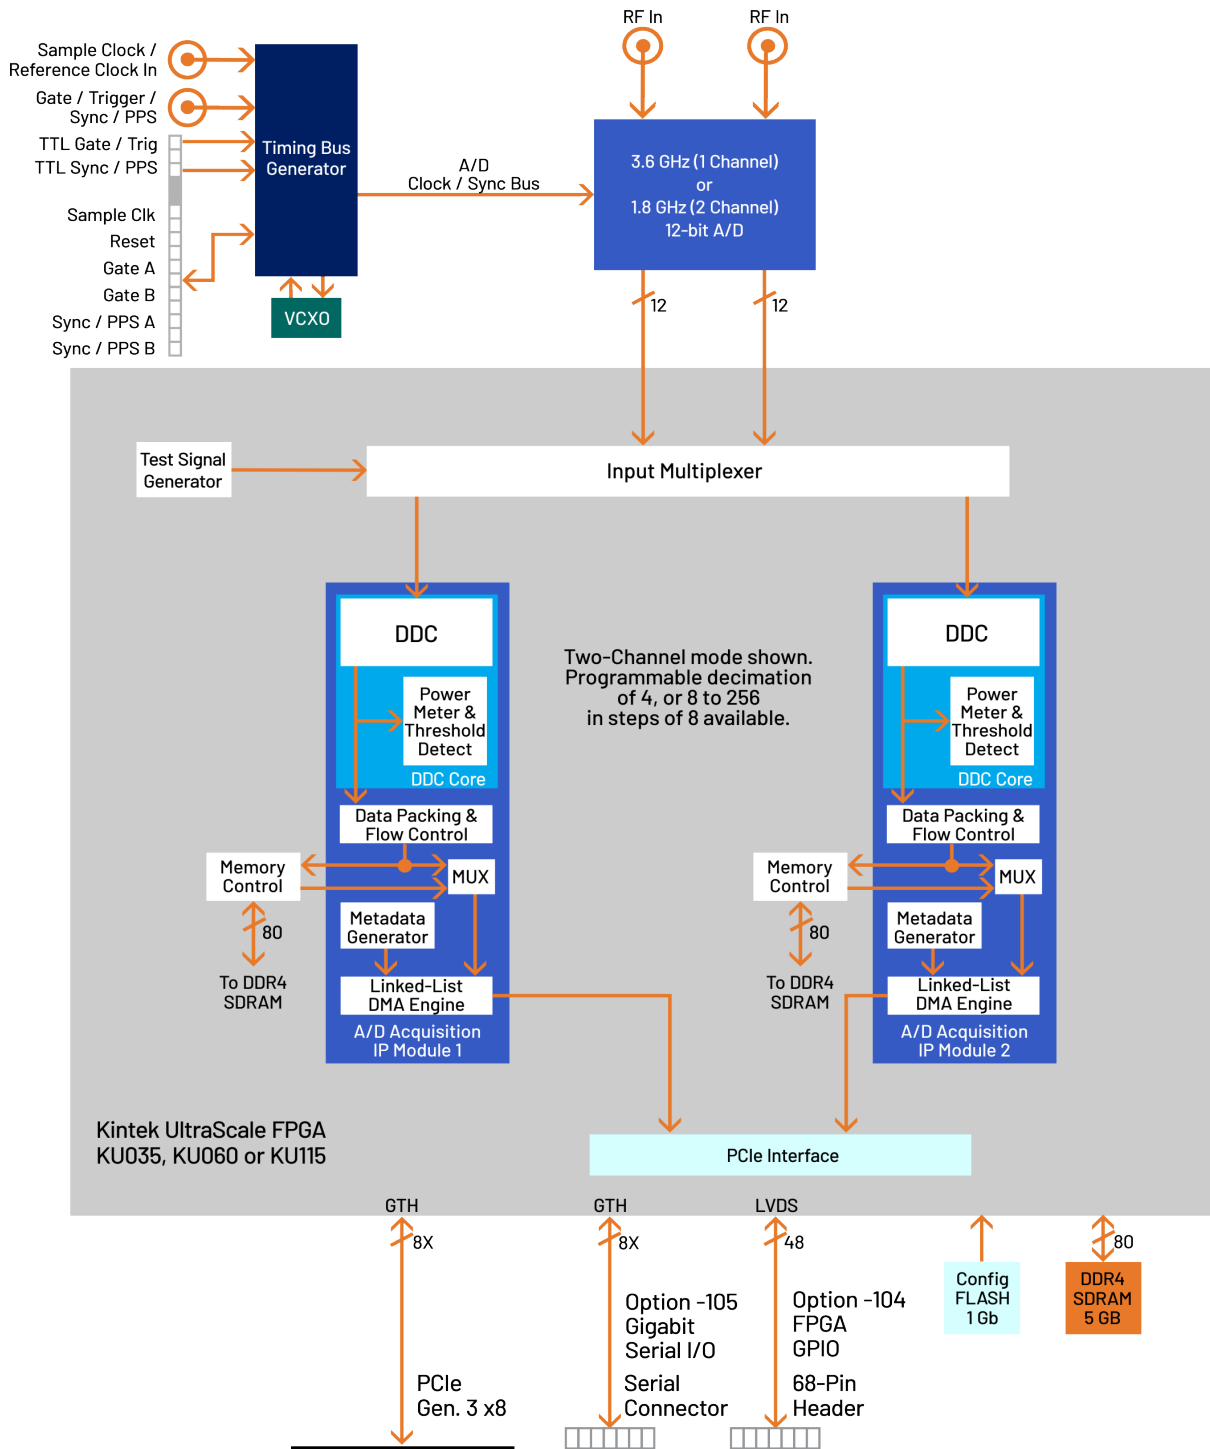 RF In
RF In
Sample Clock /
Reference Clock In
Gate / Trigger /
Sync / PPS
TTL Gate / Trig
TTL Sync / PPS
Sample Clk
Reset
Gate A
Gate B
Sync / PPS A
Sync / PPS B
Timing Bus
Generator
VCXO
A/D
Clock / Sync Bus
3.6 GHz (1 Channel)
or
1.8 GHz (2 Channel)
12-bit A/D
12
12
Test Signal
Generator
Input Multiplexer
DDC
Power
Meter &
Threshold
Detect
DDC Core
Data Packing &
Flow Control
Memory
Control
MUX
80
Metadata
Generator
To DDR4
SDRAM
Linked-List
DMA Engine
A/D Acquisition
IP Module 1
Two-Channel mode shown.
Programmable decimation
of 4, or 8 to 256
in steps of 8 available.
DDC
Power
Meter &
Threshold
Detect
DDC Core
Data Packing &
Flow Control
Memory
Control
MUX
80
Metadata
Generator
To DDR4
SDRAM
Linked-List
DMA Engine
A/D Acquisition
IP Module 2
Kintek UltraScale FPGA
KU035, KU060 or KU115
PCIe Interface
GTH
GTH
LVDS
8X
8X
48
80
Config
FLASH
1 Gb
DDR4
SDRAM
5 GB
Option -105
Gigabit
Serial I/O
Serial
Connector
Option -104
FPGA
GPIO
68-Pin
Header
PCIe
Gen. 3 x8